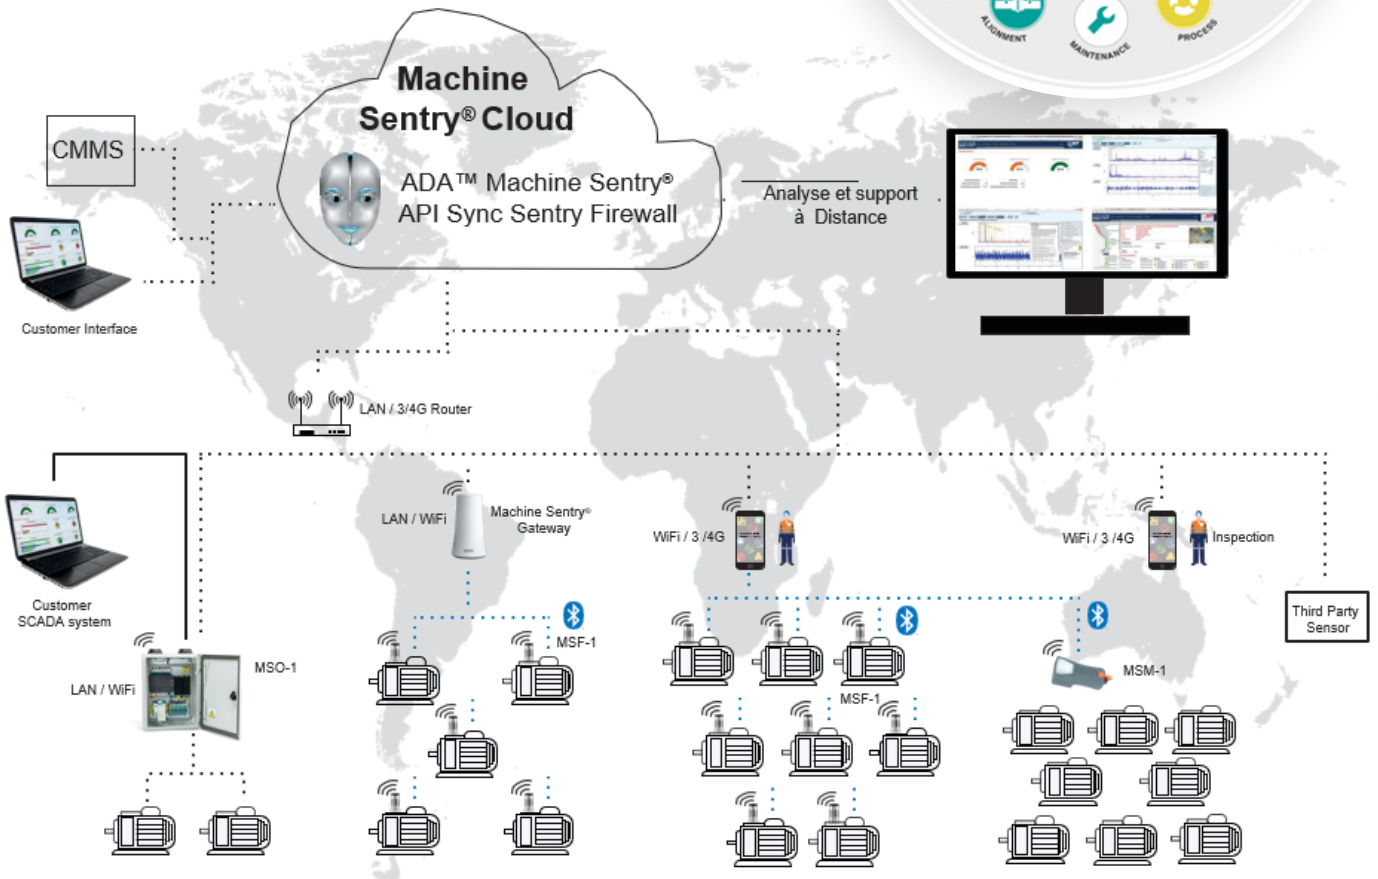 ALIGNMENT
MAINTENANCE
PROCESS
Machine
Sentry® Cloud
CMMS
ADA™ Machine Sentry®
API Sync Sentry Firewall
Analyse et support
à Distance
Customer Interface
LAN / 3/4G Router
LAN / WiFi
Machine Sentry®
Gateway
WiFi / 3 /4G
WiFi / 3 /4G
Inspection
Customer
SCADA system
Third Party
Sensor
MSF-1
MSO-1
LAN / WiFi
MSM-1
MSF-1